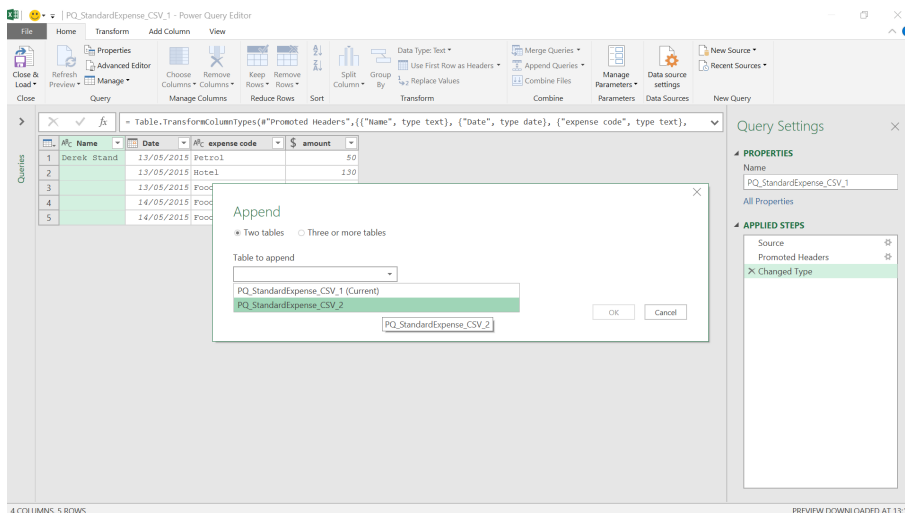 PQ_StandardExpense_CSV_1 - Power Query Editor
File Home Transform Add Column View
Close & Load
Refresh Preview
Properties
Advanced Editor
Manage
Choose Columns
Remove Columns
Keep Rows
Remove Rows
Split Column
Group By
Data Type: Text
Use First Row as Headers
Replace Values
Merge Queries
Append Queries
Combine Files
Manage Parameters
Data source settings
New Source
Recent Sources
Close Query Manage Columns Reduce Rows Sort Transform Combine Parameters Data Sources New Query
fx = Table.TransformColumnTypes(#"Promoted Headers",{{"Name", type text}, {"Date", type date}, {"expense code", type text},
Queries
ABC Name Date ABC expense code $ amount
1 Derek Stand 13/05/2015 Petrol 50
2 13/05/2015 Hotel 130
3 13/05/2015 Food
4 14/05/2015 Food
5 14/05/2015 Food
Append
Two tables Three or more tables
Table to append
PQ_StandardExpense_CSV_1 (Current)
PQ_StandardExpense_CSV_2
PQ_StandardExpense_CSV_2
OK Cancel
Query Settings
PROPERTIES
Name
PQ_StandardExpense_CSV_1
All Properties
APPLIED STEPS
Source
Promoted Headers
Changed Type
4 COLUMNS, 5 ROWS
PREVIEW DOWNLOADED AT 13: